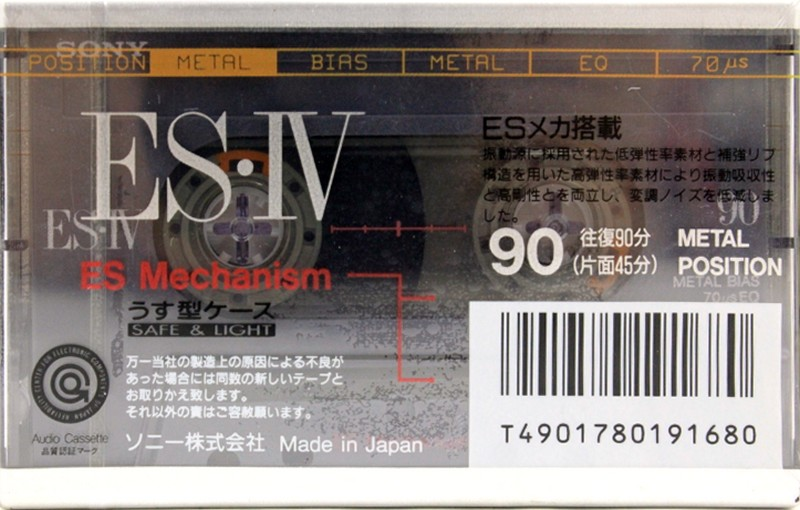 SONY
POSITION METAL BIAS METAL EQ 70μs
ES・IV
ESメカ搭載
振動源に採用された低弾性率素材と補強リブ
構造を用いた高弾性率素材により振動吸収性
と高剛性とを両立し、変調ノイズを低減しま
した。
90
ES・IV
90 往復90分 METAL
(片面45分) POSITION
METAL BIAS
70μs EQ
ES Mechanism
うす型ケース
SAFE & LIGHT
万一当社の製造上の原因による不良が
あった場合には同数の新しいテープと
お取りかえ致します。
それ以外の責はご容赦願います。
Audio Cassette
品質認証マーク
ソニー株式会社 Made in Japan
T4901780191680